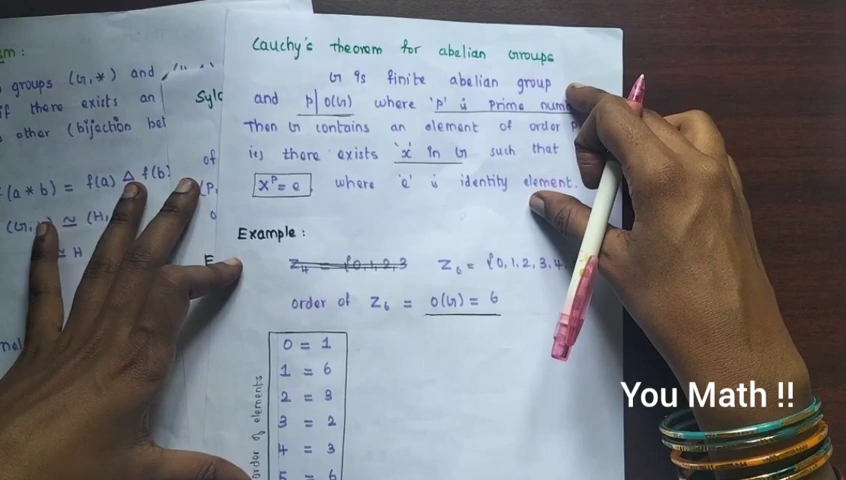 Cauchy's theorem for abelian Groups
G is finite abelian group
and p|o(G) where 'p' is prime
Then G contains an element of order
ie, there exists 'x' in G such that
x^p = e, where 'e' is identity element.
Example:
Z4 = {0,1,2,3 Z6 = {0,1,2,3,4,
order of Z6 = o(G) = 6
order of elements
0 = 1
1 = 6
2 = 3
3 = 2
4 = 3
5 = 6
groups (G,*) and
if there exists an
other (bijection
(a * b) = f(a) Δ f(b)
(G, ≅ (H,
≅ H
of
You Math !!